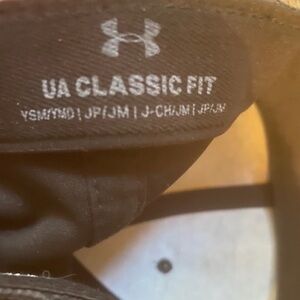 UA CLASSIC FIT
YSM/YMD | JP/JM | J-CH/JM | JP/JM